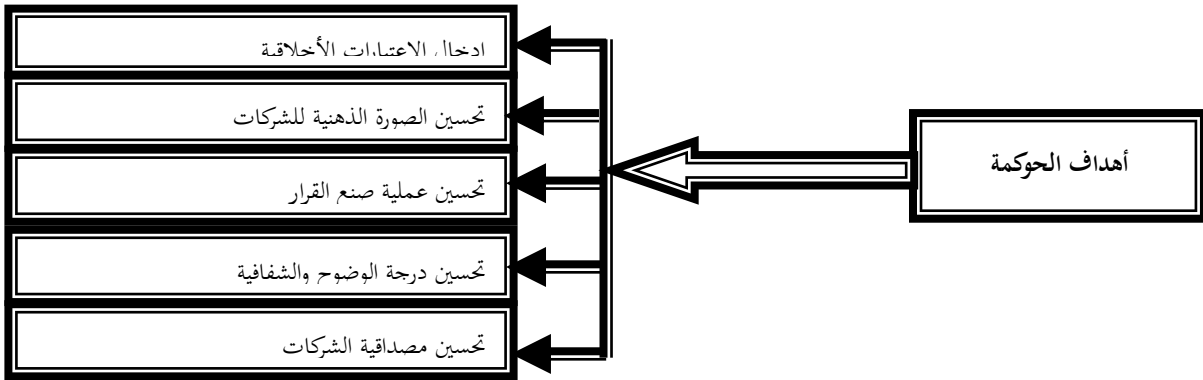 أهداف الحوكمة
ادخال الاعتبارات الأخلاقية
تحسين الصورة الذهنية للشركات
تحسين عملية صنع القرار
تحسين درجة الوضوح والشفافية
تحسين مصداقية الشركات